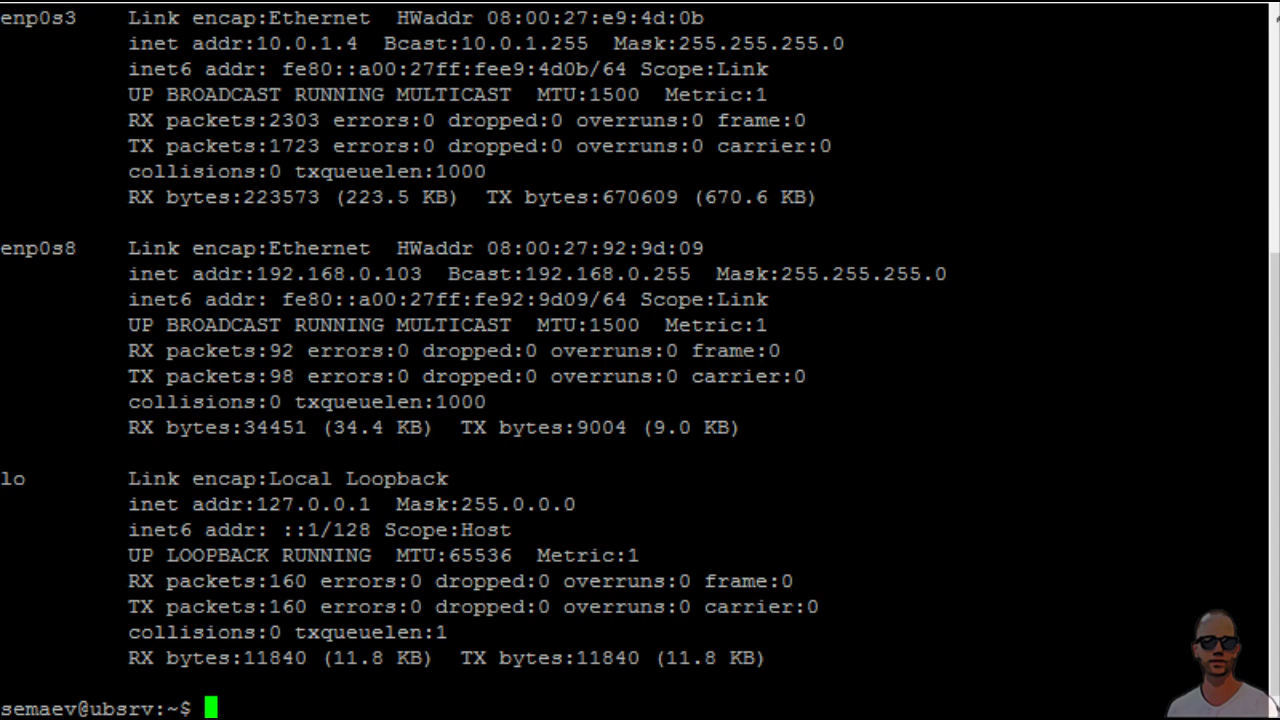 enp0s3    Link encap:Ethernet  HWaddr 08:00:27:e9:4d:0b
          inet addr:10.0.1.4  Bcast:10.0.1.255  Mask:255.255.255.0
          inet6 addr: fe80::a00:27ff:fee9:4d0b/64 Scope:Link
          UP BROADCAST RUNNING MULTICAST  MTU:1500  Metric:1
          RX packets:2303 errors:0 dropped:0 overruns:0 frame:0
          TX packets:1723 errors:0 dropped:0 overruns:0 carrier:0
          collisions:0 txqueuelen:1000
          RX bytes:223573 (223.5 KB)  TX bytes:670609 (670.6 KB)

enp0s8    Link encap:Ethernet  HWaddr 08:00:27:92:9d:09
          inet addr:192.168.0.103  Bcast:192.168.0.255  Mask:255.255.255.0
          inet6 addr: fe80::a00:27ff:fe92:9d09/64 Scope:Link
          UP BROADCAST RUNNING MULTICAST  MTU:1500  Metric:1
          RX packets:92 errors:0 dropped:0 overruns:0 frame:0
          TX packets:98 errors:0 dropped:0 overruns:0 carrier:0
          collisions:0 txqueuelen:1000
          RX bytes:34451 (34.4 KB)  TX bytes:9004 (9.0 KB)

lo        Link encap:Local Loopback
          inet addr:127.0.0.1  Mask:255.0.0.0
          inet6 addr: ::1/128 Scope:Host
          UP LOOPBACK RUNNING  MTU:65536  Metric:1
          RX packets:160 errors:0 dropped:0 overruns:0 frame:0
          TX packets:160 errors:0 dropped:0 overruns:0 carrier:0
          collisions:0 txqueuelen:1
          RX bytes:11840 (11.8 KB)  TX bytes:11840 (11.8 KB)

semaev@ubsrv:~$